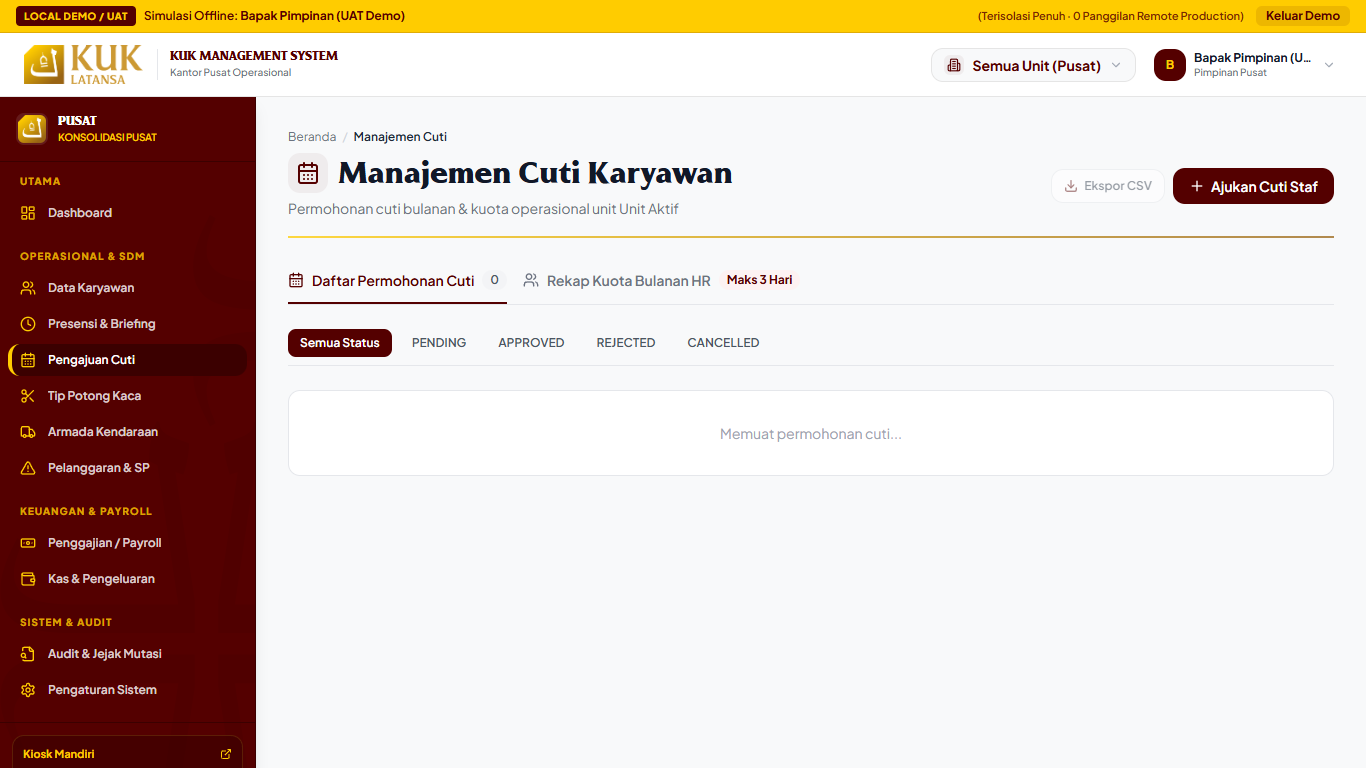 LOCAL DEMO / UAT Simulasi Offline: Bapak Pimpinan (UAT Demo) (Terisolasi Penuh · 0 Panggilan Remote Production) Keluar Demo
KUK LATANSA
KUK MANAGEMENT SYSTEM
Kantor Pusat Operasional
Semua Unit (Pusat)
B
Bapak Pimpinan (U...
Pimpinan Pusat
PUSAT
KONSOLIDASI PUSAT
UTAMA
Dashboard
OPERASIONAL & SDM
Data Karyawan
Presensi & Briefing
Pengajuan Cuti
Tip Potong Kaca
Armada Kendaraan
Pelanggaran & SP
KEUANGAN & PAYROLL
Penggajian / Payroll
Kas & Pengeluaran
SISTEM & AUDIT
Audit & Jejak Mutasi
Pengaturan Sistem
Kiosk Mandiri
Beranda / Manajemen Cuti
Manajemen Cuti Karyawan
Permohonan cuti bulanan & kuota operasional unit Unit Aktif
Ekspor CSV
+ Ajukan Cuti Staf
Daftar Permohonan Cuti 0 Rekap Kuota Bulanan HR Maks 3 Hari
Semua Status PENDING APPROVED REJECTED CANCELLED
Memuat permohonan cuti...